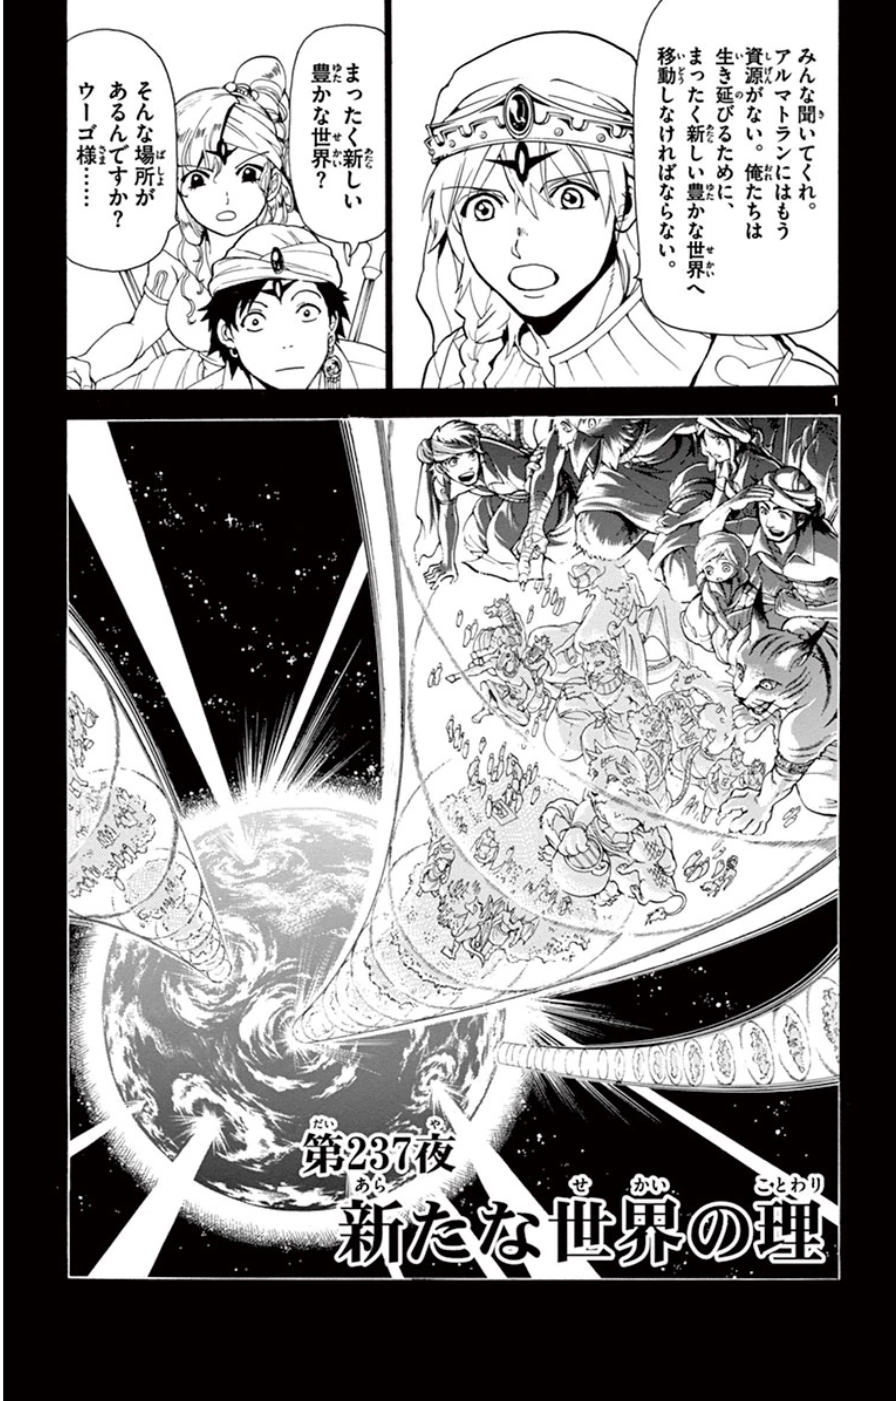 みんな聞いてくれ。
アルマトランにはもう
資源がない。俺たちは
生き延びるために、
まったく新しい豊かな世界へ
移動しなければならない。
まったく新しい
豊かな世界?
そんな場所が
あるんですか?
ウーゴ様……
1
第237夜
新たな世界の理